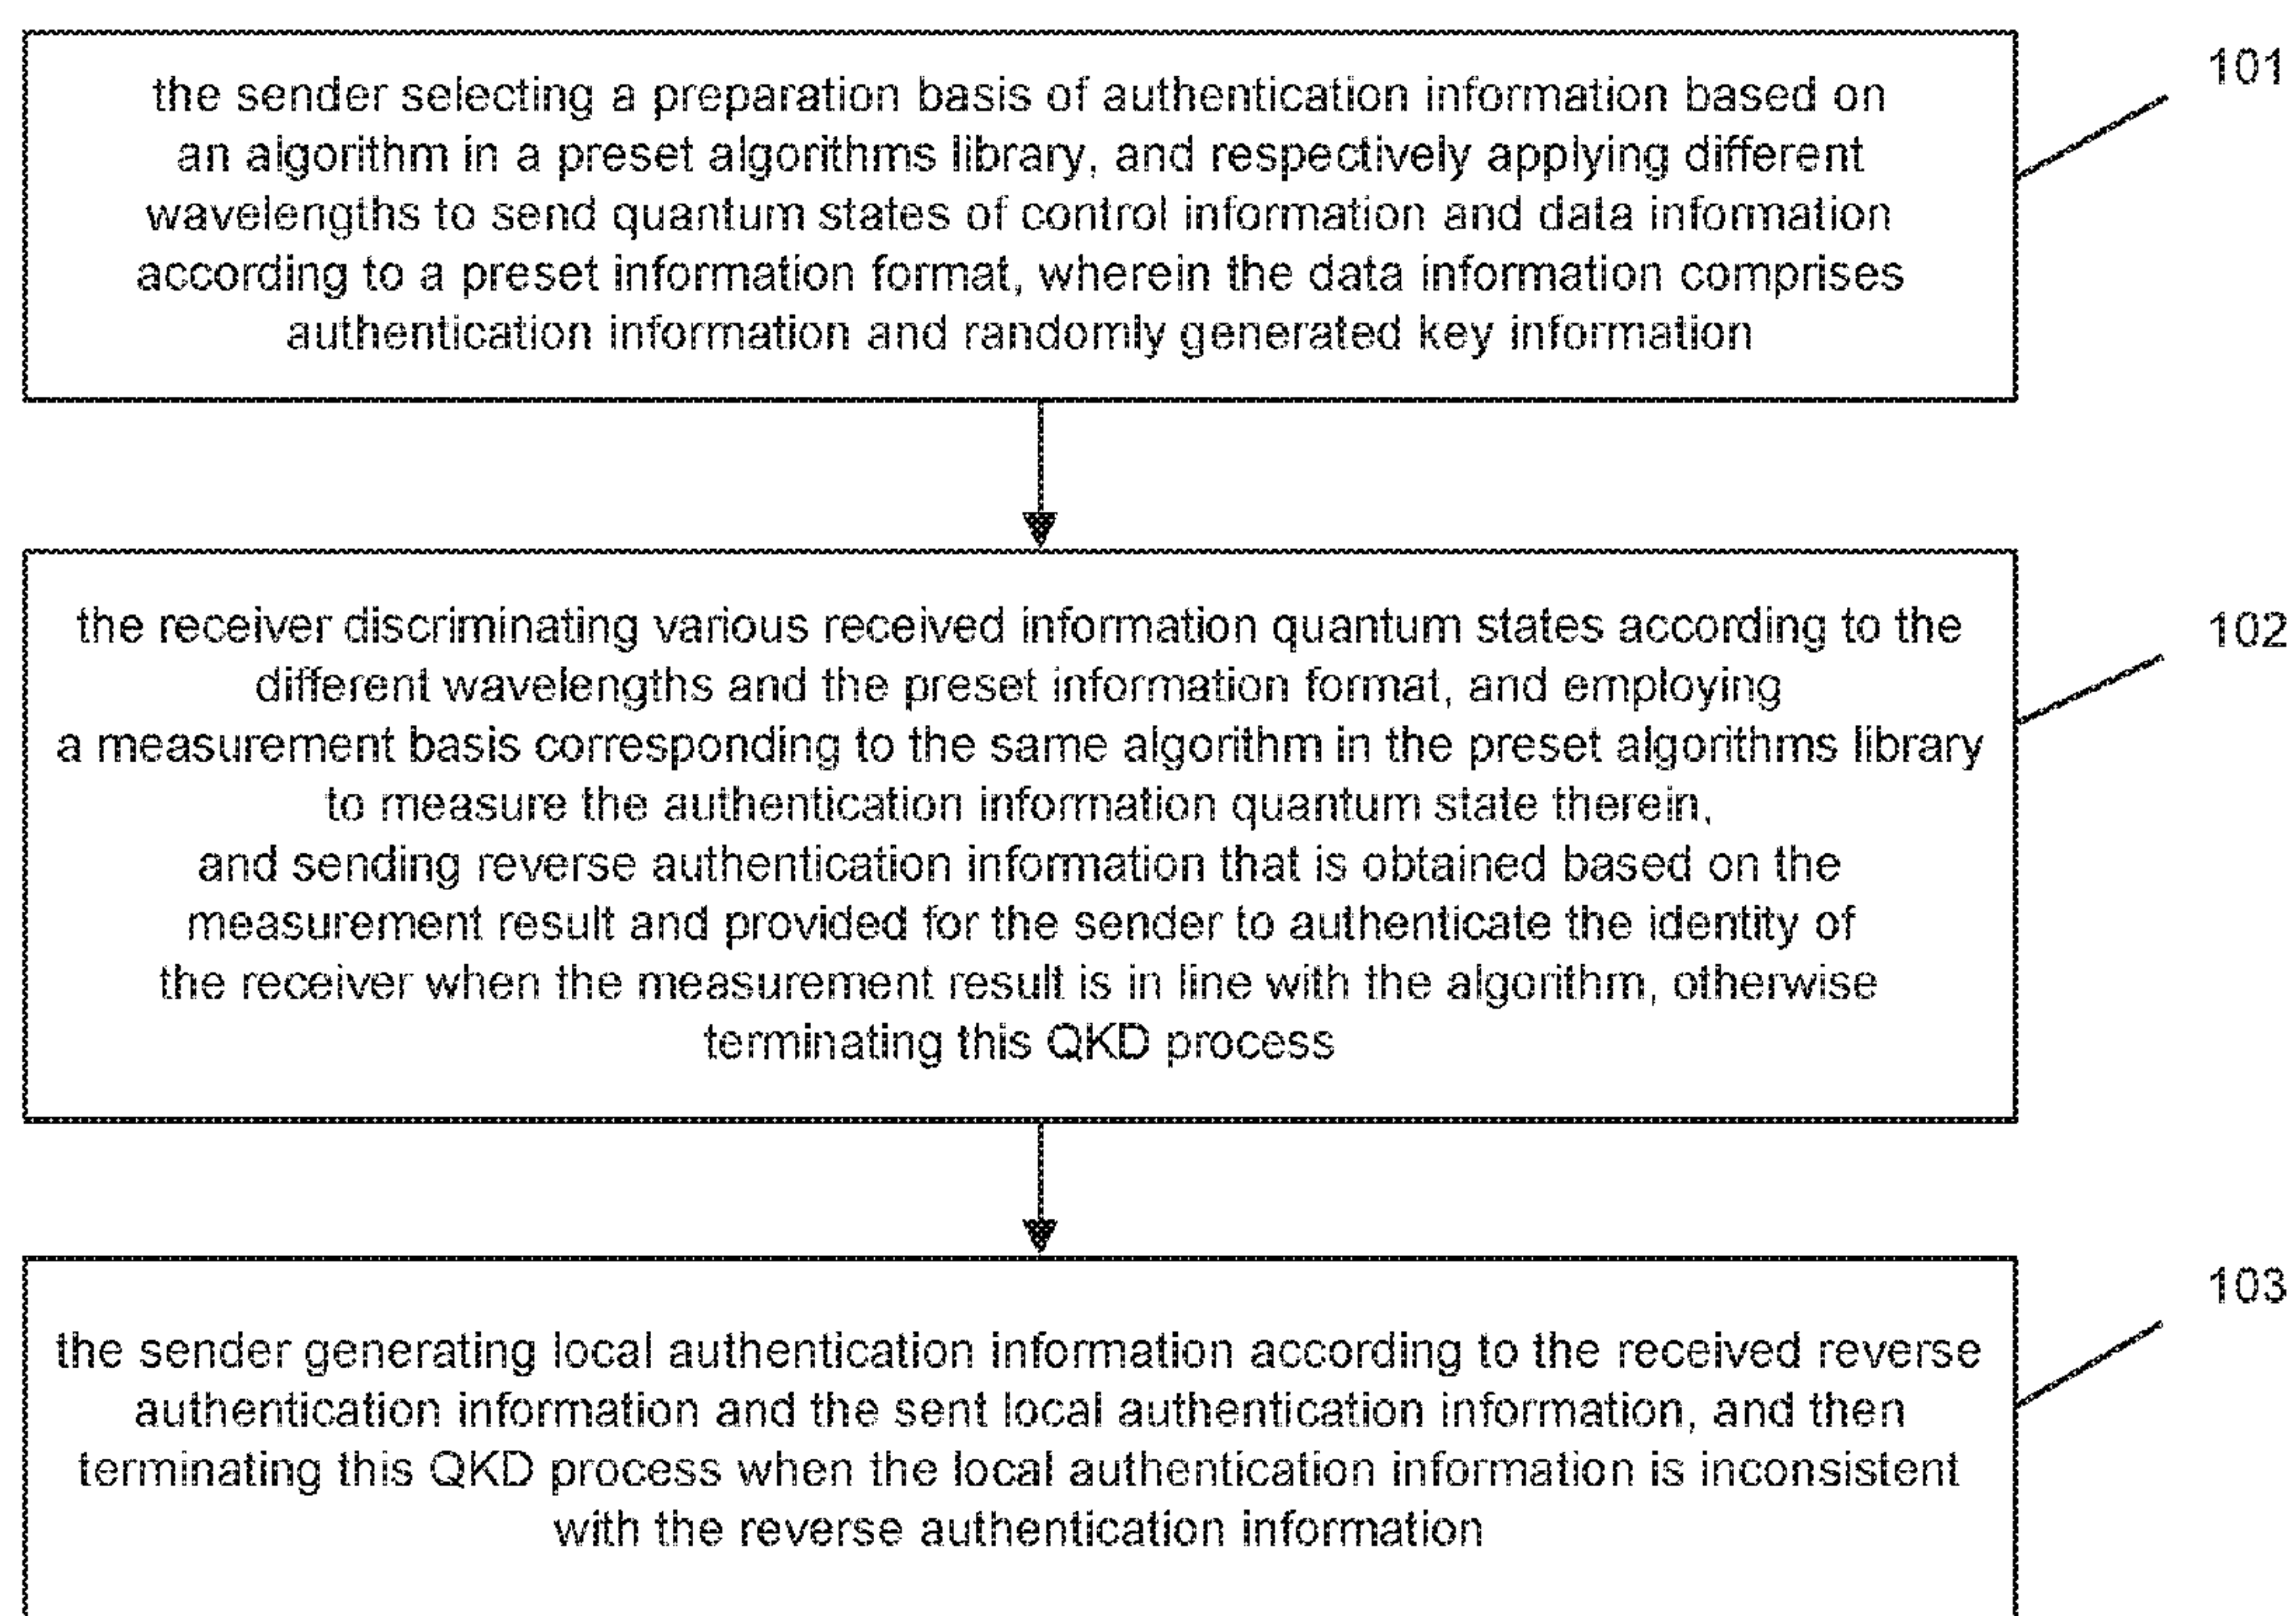 101
the sender selecting a preparation basis of authentication information based on
an algorithm in a preset algorithms library, and respectively applying different
wavelengths to send quantum states of control information and data information
according to a preset information format, wherein the data information comprises
authentication information and randomly generated key information
102
the receiver discriminating various received information quantum states according to the
different wavelengths and the preset information format, and employing
a measurement basis corresponding to the same algorithm in the preset algorithms library
to measure the authentication information quantum state therein,
and sending reverse authentication information that is obtained based on the
measurement result and provided for the sender to authenticate the identity of
the receiver when the measurement result is in line with the algorithm, otherwise
terminating this QKD process
103
the sender generating local authentication information according to the received reverse
authentication information and the sent local authentication information, and then
terminating this QKD process when the local authentication information is inconsistent
with the reverse authentication information